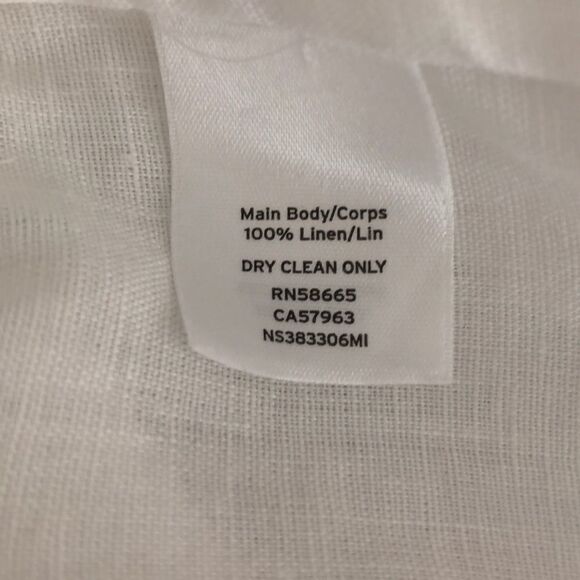 Main Body/Corps
100% Linen/Lin
DRY CLEAN ONLY
RN58665
CA57963
NS383306MI